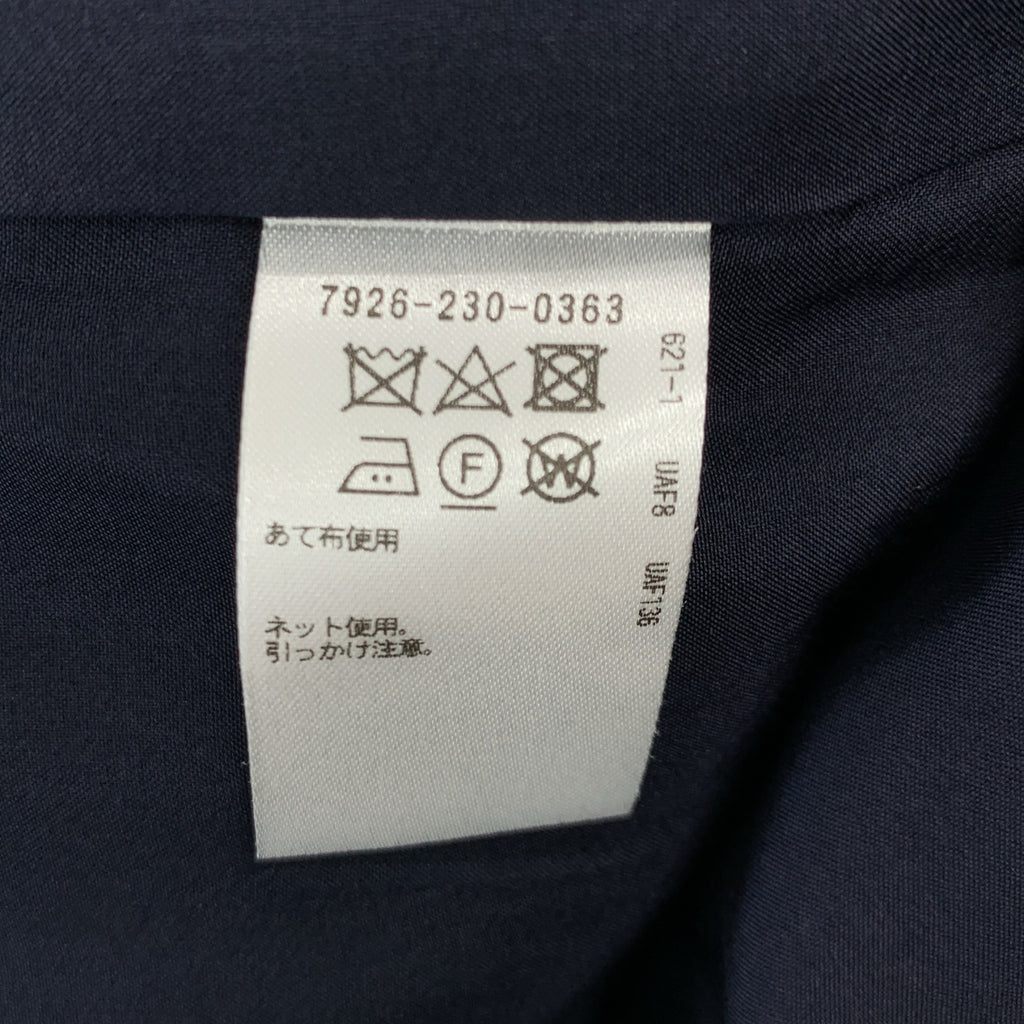 7926-230-0363
F
W
あて布使用
ネット使用。
引っかけ注意。
621-1 UAF8 UAF136